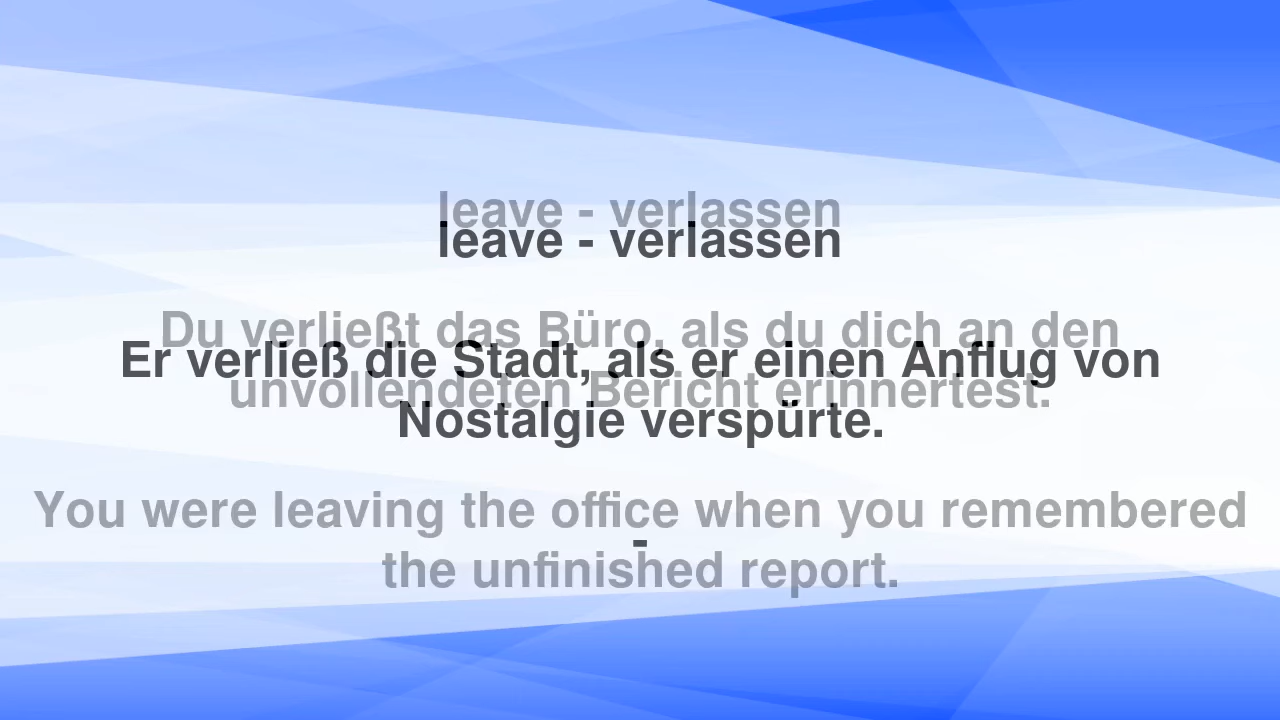 leave - verlassen
leave - verlassen
Du verließt das Büro, als du dich an den
Er verließ die Stadt, als er einen Anflug von
unvollendeten Bericht erinnertest.
Nostalgie verspürte.
You were leaving the office when you remembered
-
the unfinished report.